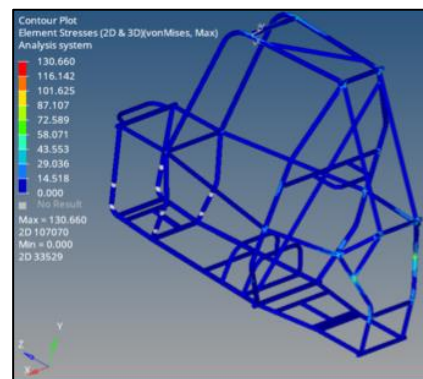 Contour Plot
Element Stresses (2D & 3D)(vonMises, Max)
Analysis system
130.660
116.142
101.625
87.107
72.589
58.071
43.553
29.036
14.518
0.000
No Result
Max = 130.660
2D 107070
Min = 0.000
2D 33529
Y
Z
X